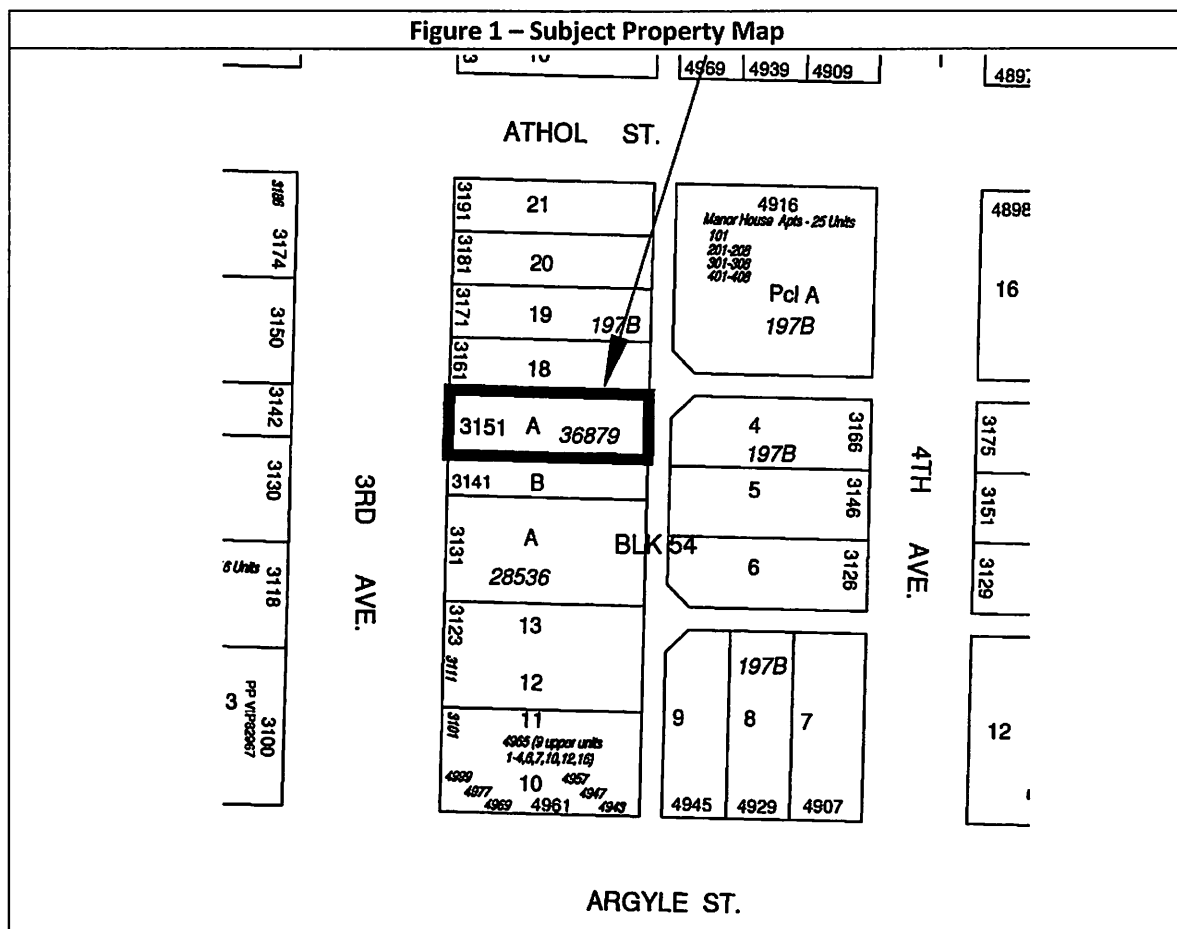 Figure 1 – Subject Property Map
4969 4939 4909
ATHOL ST.
3186
3174
3150
3142
3130
6 Units
3118
3
PP VIP82967
3100
3RD AVE.
3191 21
3181 20
3171 19 197B
3161 18
3151 A 36879
3141 B
3131 A
28536
BLK 54
3123 13
3111 12
3101 11
4965 (9 upper units
1-4,6,7,10,12,16)
4999 10 4957
4977 4947
4969 4961 4943
4916
Manor House Apts - 25 Units
101
201-208
301-308
401-408
Pcl A
197B
4 3166
197B
5 3146
6 3126
197B
9 8 7
4945 4929 4907
4TH AVE.
4898
16
3175
3151
3129
12
ARGYLE ST.